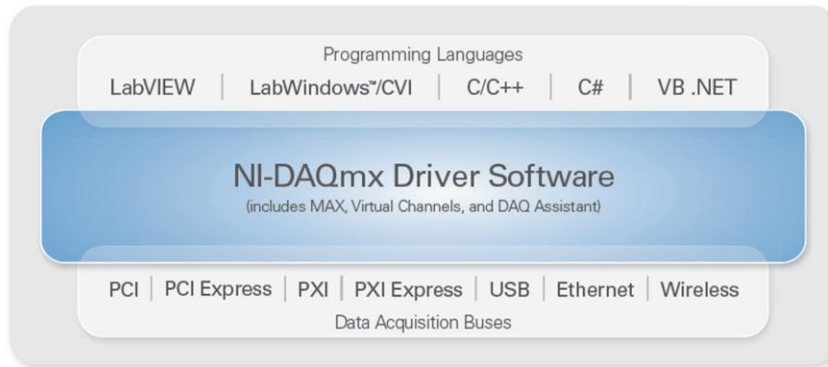 Programming Languages
LabVIEW | LabWindows™/CVI | C/C++ | C# | VB .NET
NI-DAQmx Driver Software
(includes MAX, Virtual Channels, and DAQ Assistant)
PCI | PCI Express | PXI | PXI Express | USB | Ethernet | Wireless
Data Acquisition Buses